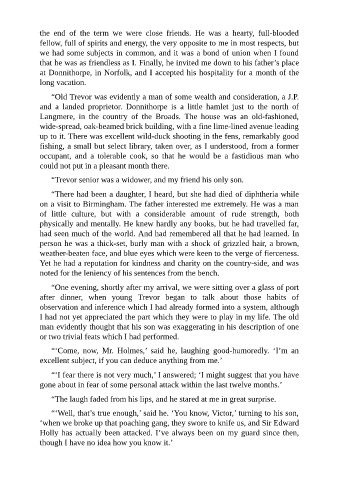 the end of the term we were close friends. He was a hearty, full-blooded
fellow, full of spirits and energy, the very opposite to me in most respects, but
we had some subjects in common, and it was a bond of union when I found
that he was as friendless as I. Finally, he invited me down to his father’s place
at Donnithorpe, in Norfolk, and I accepted his hospitality for a month of the
long vacation.
“Old Trevor was evidently a man of some wealth and consideration, a J.P.
and a landed proprietor. Donnithorpe is a little hamlet just to the north of
Langmere, in the country of the Broads. The house was an old-fashioned,
wide-spread, oak-beamed brick building, with a fine lime-lined avenue leading
up to it. There was excellent wild-duck shooting in the fens, remarkably good
fishing, a small but select library, taken over, as I understood, from a former
occupant, and a tolerable cook, so that he would be a fastidious man who
could not put in a pleasant month there.
“Trevor senior was a widower, and my friend his only son.
“There had been a daughter, I heard, but she had died of diphtheria while
on a visit to Birmingham. The father interested me extremely. He was a man
of little culture, but with a considerable amount of rude strength, both
physically and mentally. He knew hardly any books, but he had travelled far,
had seen much of the world. And had remembered all that he had learned. In
person he was a thick-set, burly man with a shock of grizzled hair, a brown,
weather-beaten face, and blue eyes which were keen to the verge of fierceness.
Yet he had a reputation for kindness and charity on the country-side, and was
noted for the leniency of his sentences from the bench.
“One evening, shortly after my arrival, we were sitting over a glass of port
after dinner, when young Trevor began to talk about those habits of
observation and inference which I had already formed into a system, although
I had not yet appreciated the part which they were to play in my life. The old
man evidently thought that his son was exaggerating in his description of one
or two trivial feats which I had performed.
“‘Come, now, Mr. Holmes,’ said he, laughing good-humoredly. ‘I’m an
excellent subject, if you can deduce anything from me.’
“‘I fear there is not very much,’ I answered; ‘I might suggest that you have
gone about in fear of some personal attack within the last twelve months.’
“The laugh faded from his lips, and he stared at me in great surprise.
“‘Well, that’s true enough,’ said he. ‘You know, Victor,’ turning to his son,
‘when we broke up that poaching gang, they swore to knife us, and Sir Edward
Holly has actually been attacked. I’ve always been on my guard since then,
though I have no idea how you know it.’